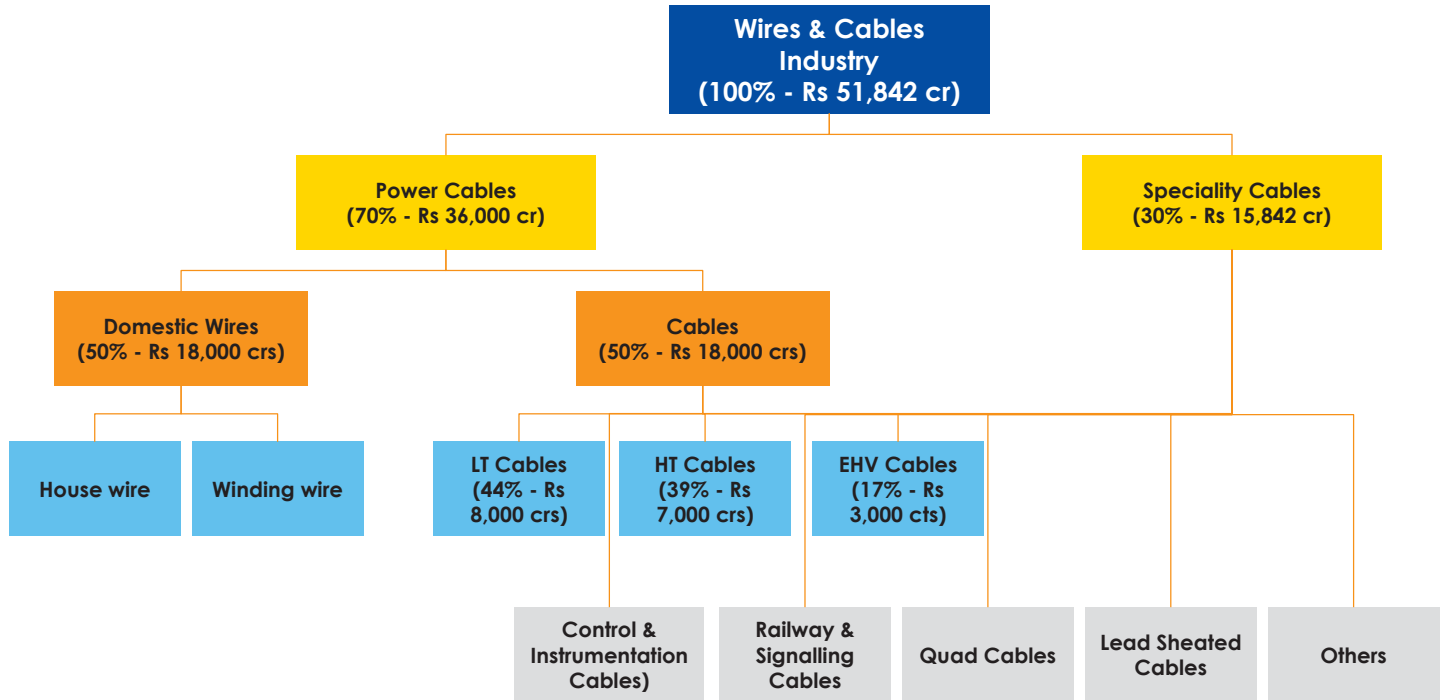 Wires & Cables
Industry
(100% - Rs 51,842 cr)
Power Cables
(70% - Rs 36,000 cr)
Speciality Cables
(30% - Rs 15,842 cr)
Domestic Wires
(50% - Rs 18,000 crs)
Cables
(50% - Rs 18,000 crs)
House wire
Winding wire
LT Cables
(44% - Rs
8,000 crs)
HT Cables
(39% - Rs
7,000 crs)
EHV Cables
(17% - Rs
3,000 cts)
Control &
Instrumentation
Cables)
Railway &
Signalling
Cables
Quad Cables
Lead Sheated
Cables
Others